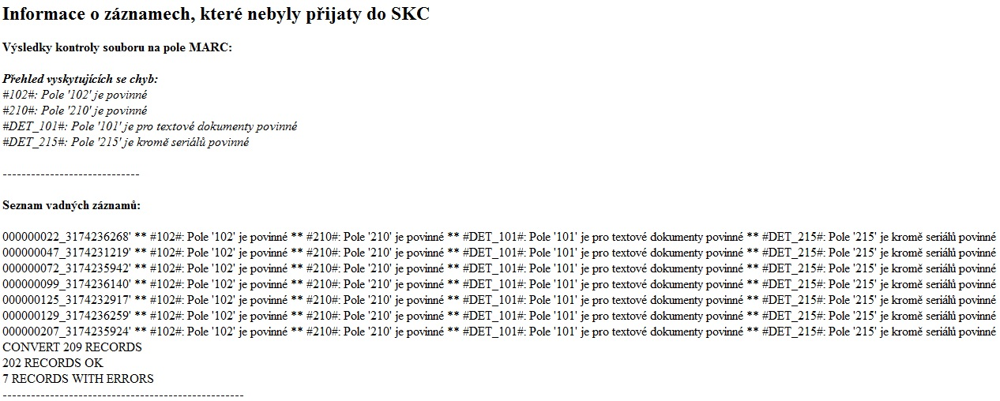 Informace o záznamech, které nebyly přijaty do SKC
Výsledky kontroly souboru na pole MARC:
Přehled vyskytujících se chyb:
#102#: Pole '102' je povinné
#210#: Pole '210' je povinné
#DET_101#: Pole '101' je pro textové dokumenty povinné
#DET_215#: Pole '215' je kromě seriálů povinné
-----------------------------
Seznam vadných záznamů:
000000022_3174236268' ** #102#: Pole '102' je povinné ** #210#: Pole '210' je povinné ** #DET_101#: Pole '101' je pro textové dokumenty povinné ** #DET_215#: Pole '215' je kromě seriálů povinné
000000047_3174231219' ** #102#: Pole '102' je povinné ** #210#: Pole '210' je povinné ** #DET_101#: Pole '101' je pro textové dokumenty povinné ** #DET_215#: Pole '215' je kromě seriálů povinné
000000072_3174235942' ** #102#: Pole '102' je povinné ** #210#: Pole '210' je povinné ** #DET_101#: Pole '101' je pro textové dokumenty povinné ** #DET_215#: Pole '215' je kromě seriálů povinné
000000099_3174236140' ** #102#: Pole '102' je povinné ** #210#: Pole '210' je povinné ** #DET_101#: Pole '101' je pro textové dokumenty povinné ** #DET_215#: Pole '215' je kromě seriálů povinné
000000125_3174232917' ** #102#: Pole '102' je povinné ** #210#: Pole '210' je povinné ** #DET_101#: Pole '101' je pro textové dokumenty povinné ** #DET_215#: Pole '215' je kromě seriálů povinné
000000129_3174236259' ** #102#: Pole '102' je povinné ** #210#: Pole '210' je povinné ** #DET_101#: Pole '101' je pro textové dokumenty povinné ** #DET_215#: Pole '215' je kromě seriálů povinné
000000207_3174235924' ** #102#: Pole '102' je povinné ** #210#: Pole '210' je povinné ** #DET_101#: Pole '101' je pro textové dokumenty povinné ** #DET_215#: Pole '215' je kromě seriálů povinné
CONVERT 209 RECORDS
202 RECORDS OK
7 RECORDS WITH ERRORS
---------------------------------------------------